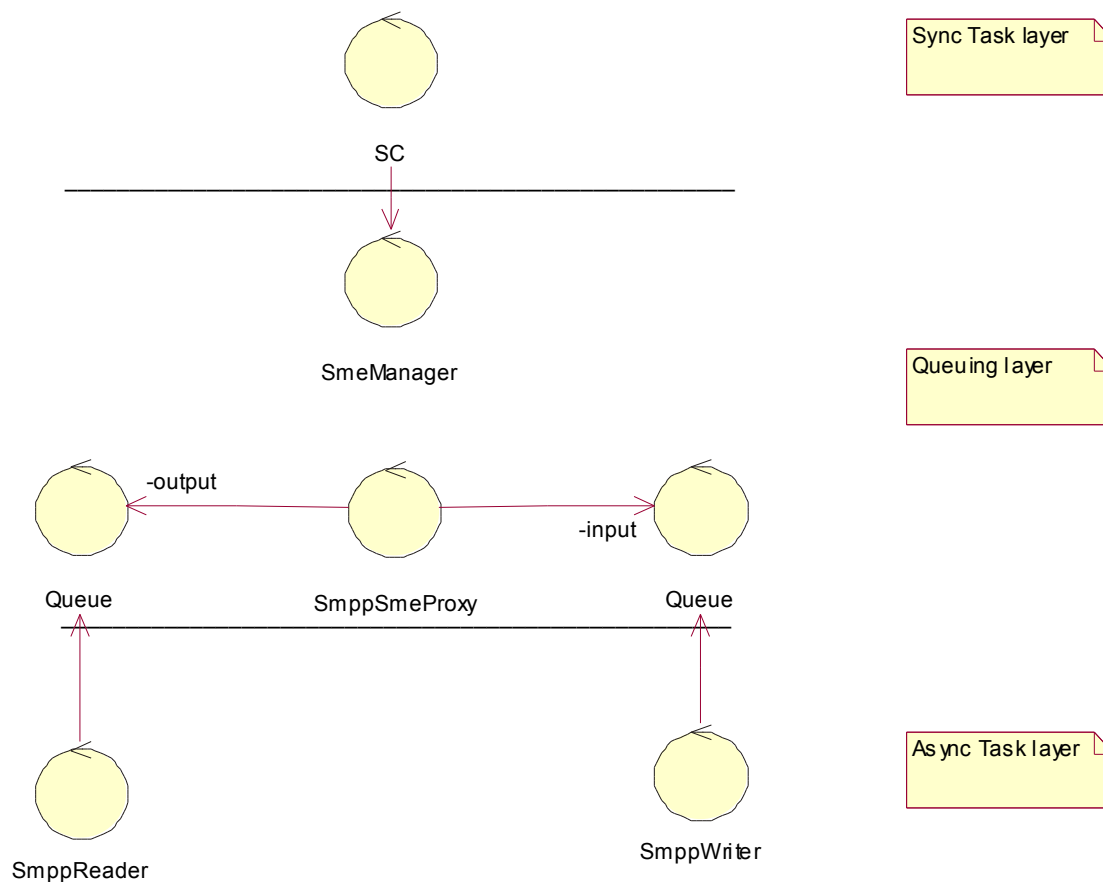 Sync Task layer
SC
SmeManager
Queuing layer
-output
-input
Queue
SmppSmeProxy
Queue
Async Task layer
SmppWriter
SmppReader